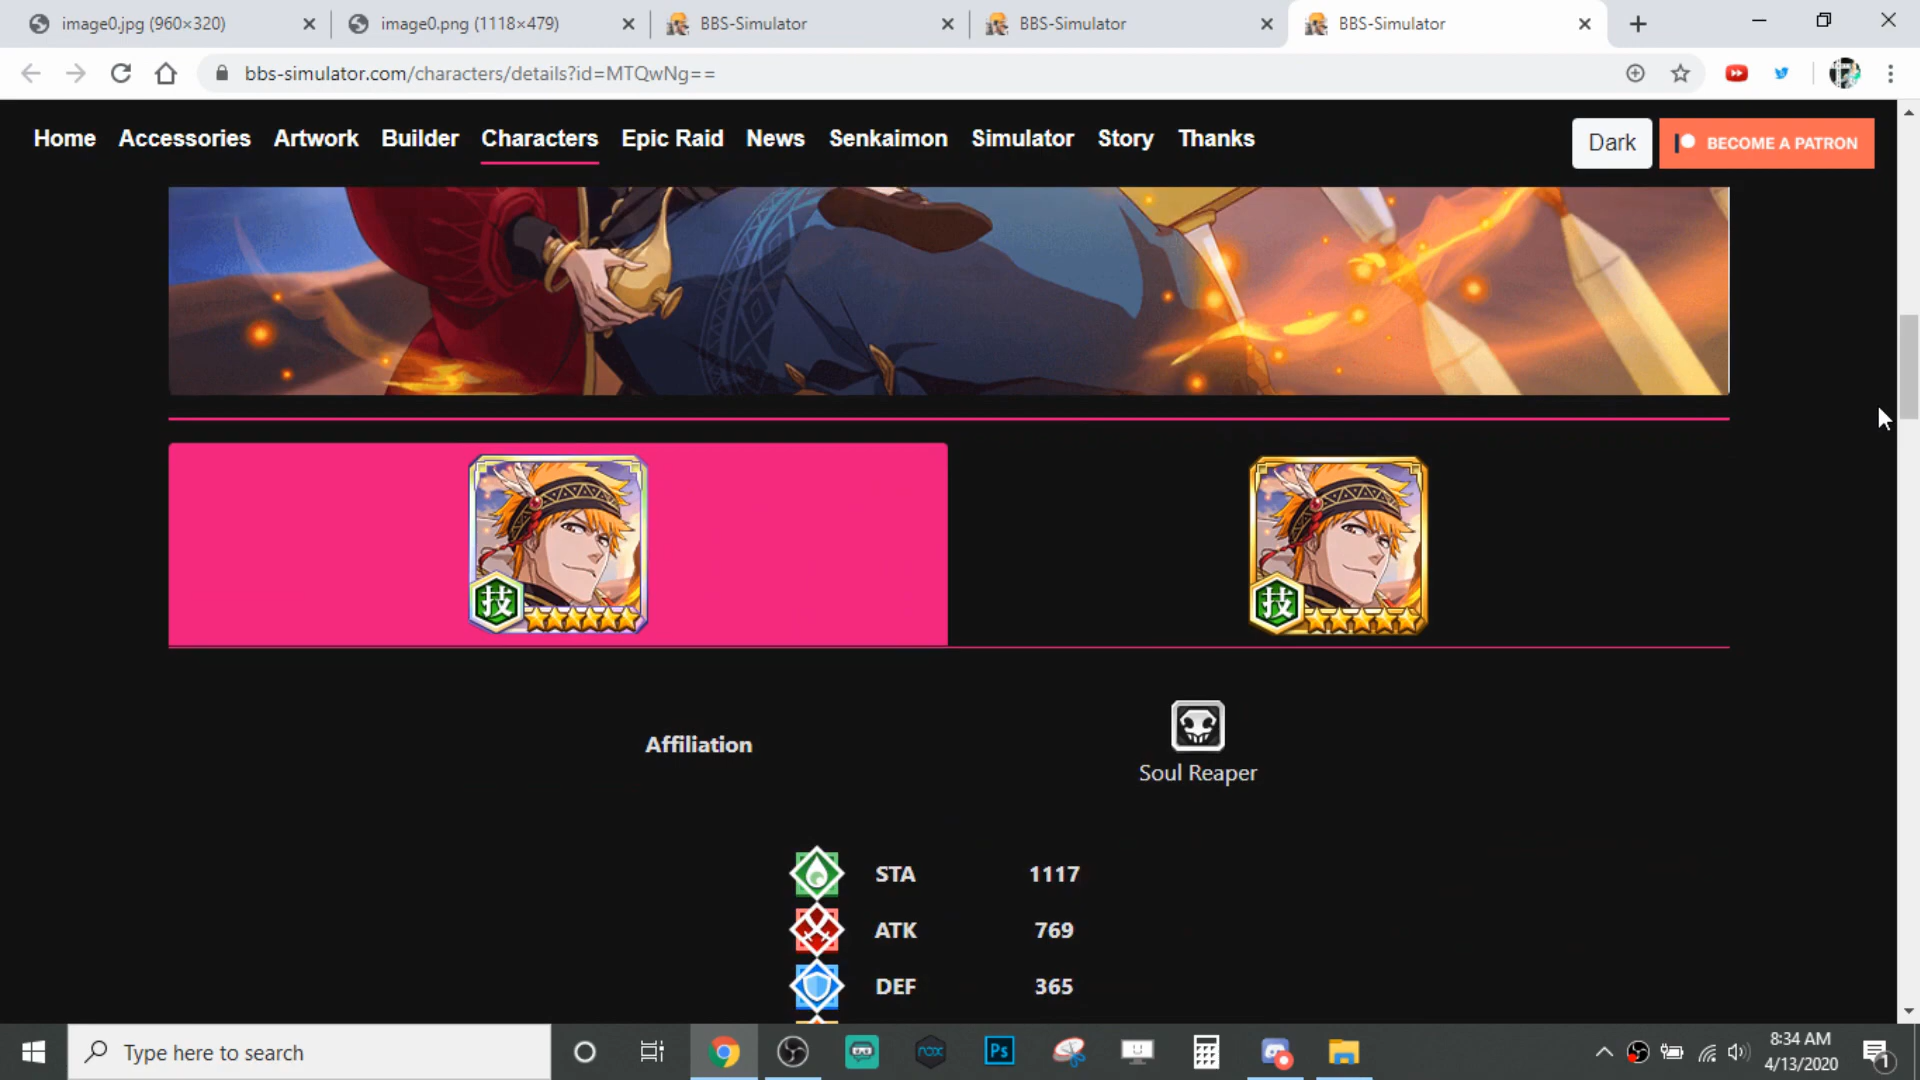 image0.jpg (960×320)
image0.png (1118×479)
BBS-Simulator
BBS-Simulator
BBS-Simulator
bbs-simulator.com/characters/details?id=MTQwNg==
Home Accessories Artwork Builder Characters Epic Raid News Senkaimon Simulator Story Thanks
Dark
BECOME A PATRON
技
技
Affiliation
Soul Reaper
STA 1117
ATK 769
DEF 365
Type here to search
nox
Ps
8:34 AM
4/13/2020
1